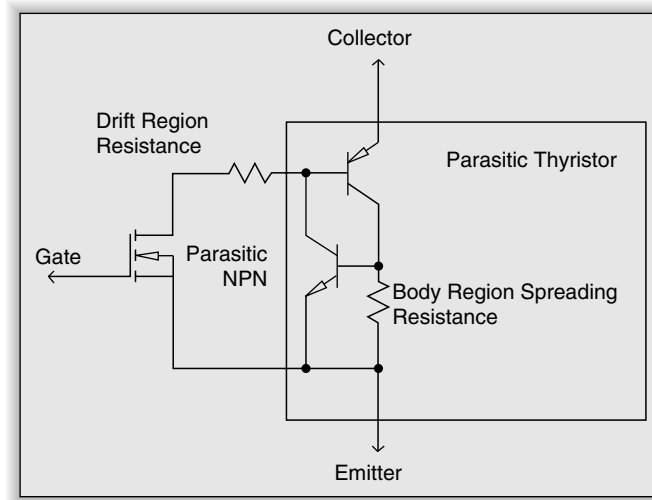 Collector
Drift Region
Resistance
Parasitic Thyristor
Gate
Parasitic
NPN
Body Region Spreading
Resistance
Emitter